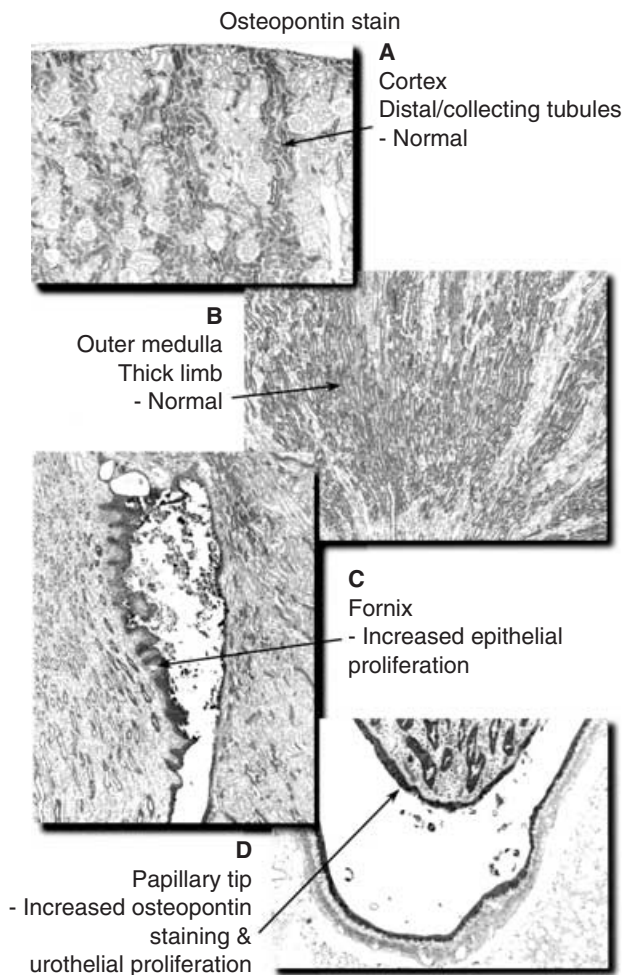 Osteopontin stain
A
Cortex
Distal/collecting tubules
- Normal
B
Outer medulla
Thick limb
- Normal
C
Fornix
- Increased epithelial
proliferation
D
Papillary tip
- Increased osteopontin
staining &
urothelial proliferation